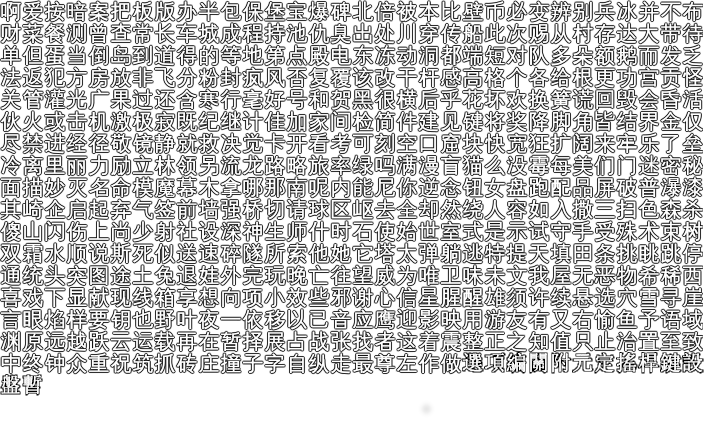 啊爱按暗案把板版办半包保堡宝爆碑北倍被本比壁币必变辨别兵冰并不布
财菜餐测曾查常长车城成程持池仇臭出处川穿传船此次觊从村存达大带待
单但蛋当倒岛到道得的等地第点殿电东冻动洞都端短对队多朵额鹅而发乏
法返犯方房放非飞分粉封疯风否复覆该改干杆感高格个各给根更功宫贡怪
关管灌光广果过还含寒行毫好号和贺黑很横后乎花坏欢换簧谎回毁会昏活
伙火或击机激极寂既纪继计佳加家间检简件建见键将奖降脚角皆结界金仅
尽禁进经径敬镜静就救决觉卡开看考可刻空口窟块快宽狂扩阔来牢乐了垒
冷离里丽力励立林领另流龙路略旅率绿吗满漫盲猫么没霉每美们门迷密秘
面描妙灭名命模魔幕木拿哪那南呢内能尼你逆念钮女盘跑配品屏破普瀑漆
其崎企启起弃气签前墙强桥切请球区岖去全却然绕人容如入撒三扫色森杀
傻山闪伤上尚少射社设深神生师什时石使始世室式是示试守手受殊术束树
双霜水顺说斯死似送速碎隧所索他她它塔太弹躺逃特提天填田条挑眺跳停
通统头突图途土兔退娃外完玩晚亡往望威为唯卫味未文我屋无恶物希稀西
喜戏下显献现线箱享想向项小效些邪谢心信星腥醒雄须许续悬选穴雪寻崖
言眼焰样要钥也野叶夜一依移以已音应鹰迎影映用游友有又右愉鱼予语域
渊原远越跃云运载再在暂择展占战张找者这着震整正之知值只止治置至致
中终钟众重祝筑抓砖庄撞子字自纵走最尊左作做選項編關附元定搖桿鍵設
盤暫